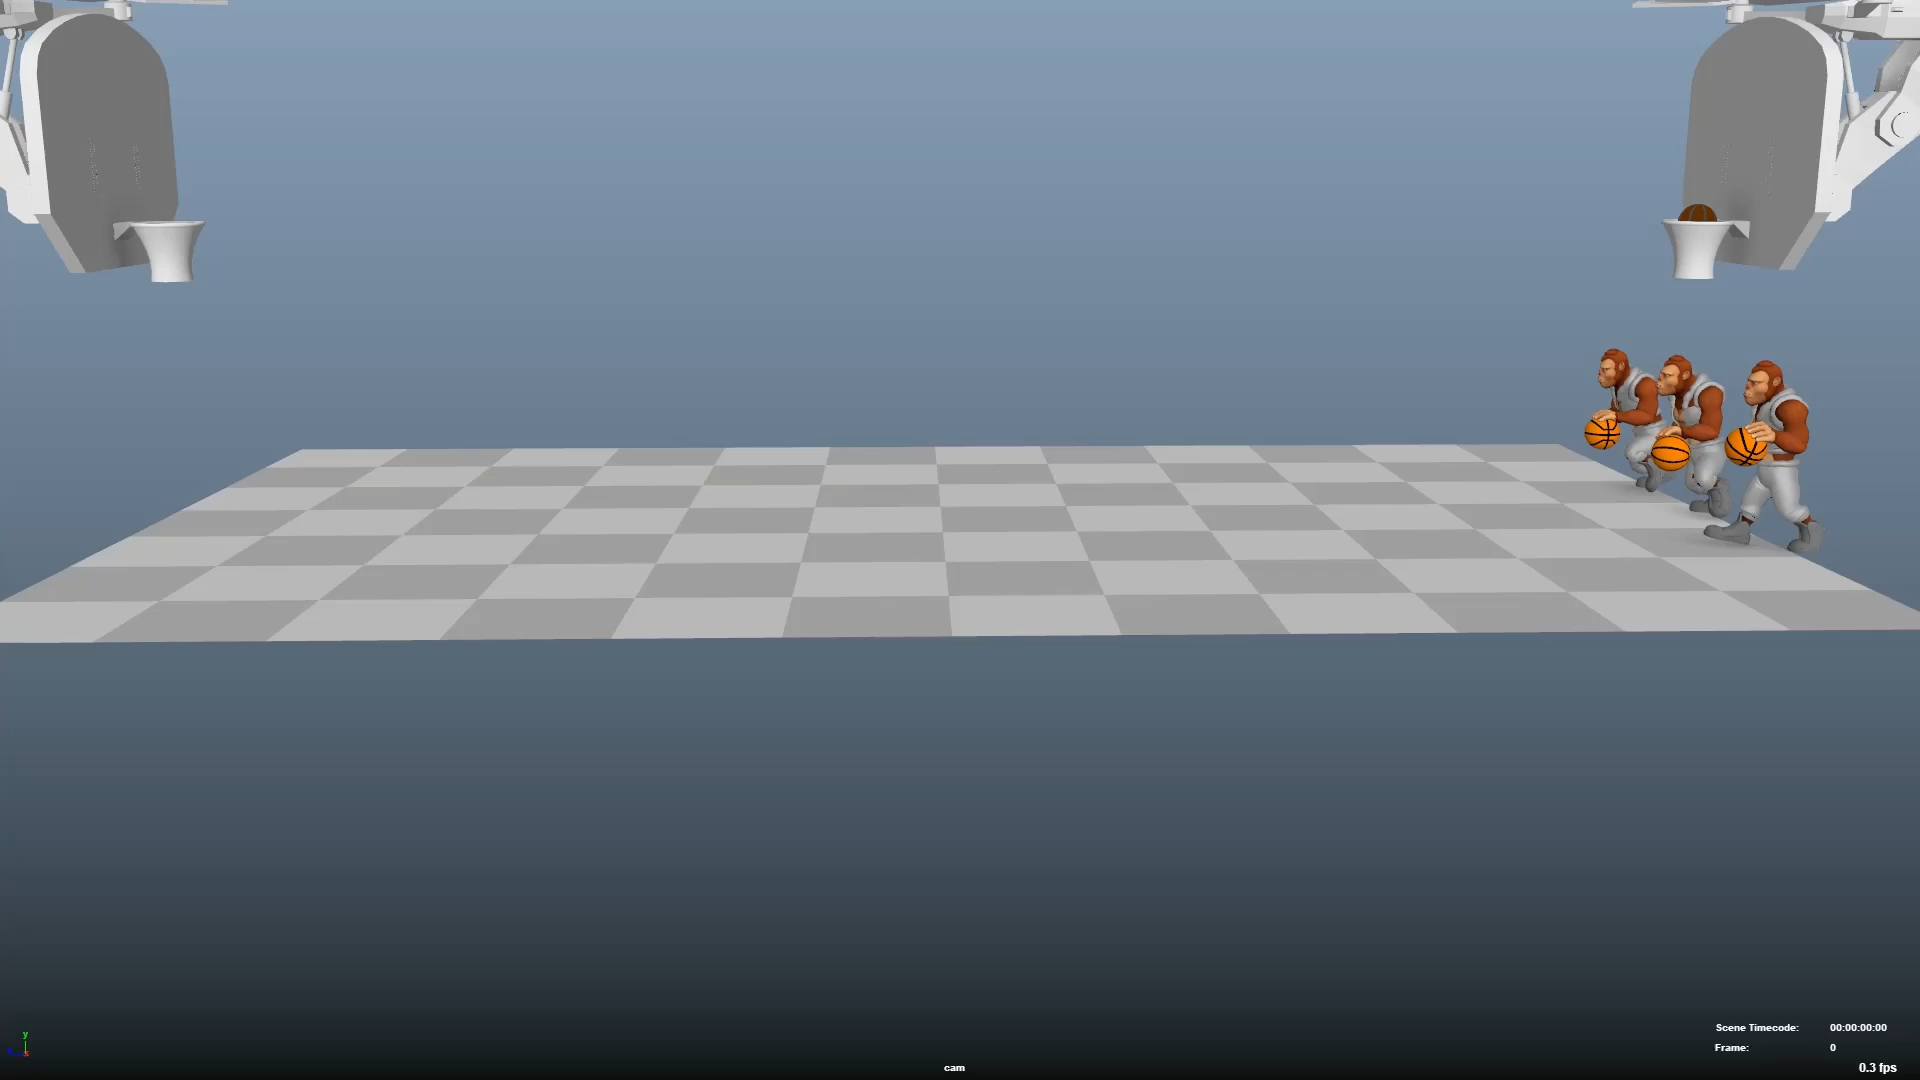 y
Scene Timecode: 00:00:00:00
Frame: 0
cam
0.3 fps